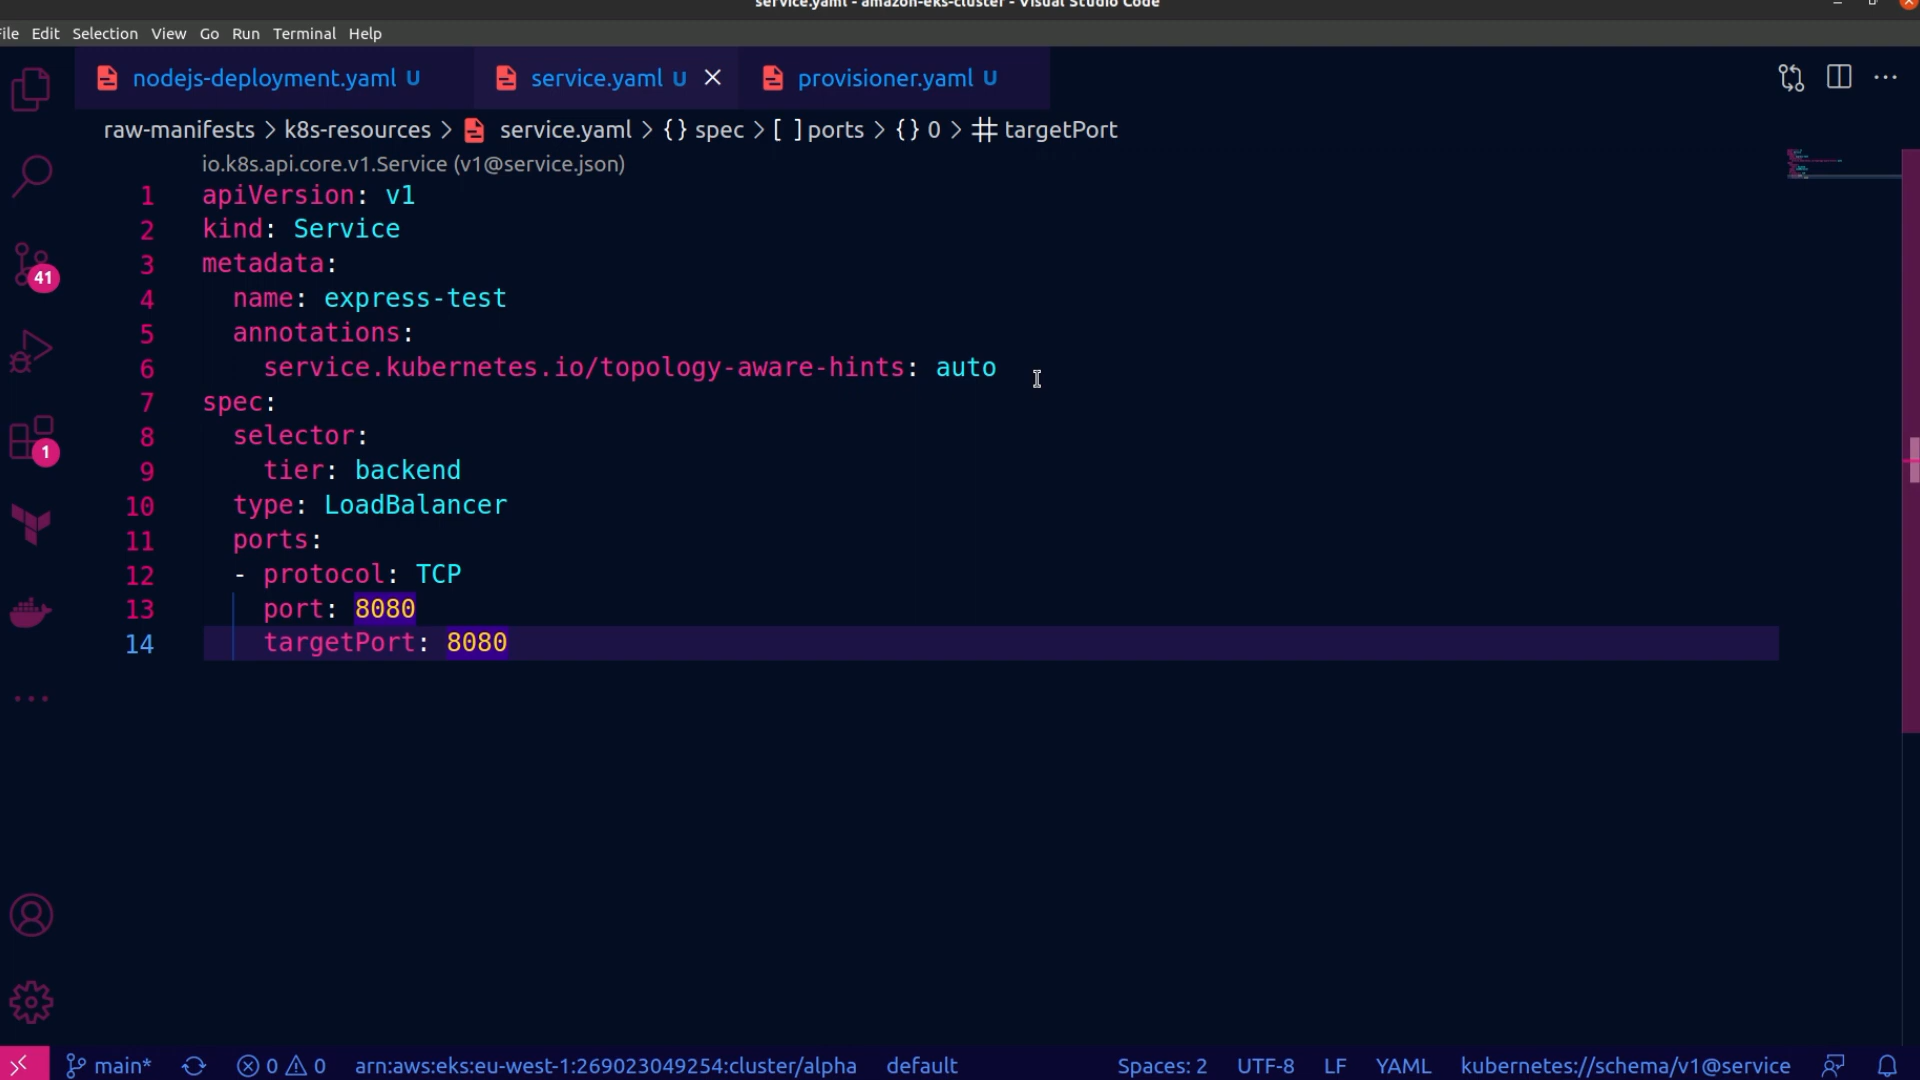 service.yaml - amazon-eks-cluster - Visual Studio Code
File Edit Selection View Go Run Terminal Help
nodejs-deployment.yaml U service.yaml U provisioner.yaml U
raw-manifests > k8s-resources > service.yaml > {} spec > [ ] ports > {} 0 > # targetPort
io.k8s.api.core.v1.Service (v1@service.json)
1 apiVersion: v1
2 kind: Service
3 metadata:
4 name: express-test
5 annotations:
6 service.kubernetes.io/topology-aware-hints: auto
7 spec:
8 selector:
9 tier: backend
10 type: LoadBalancer
11 ports:
12 - protocol: TCP
13 port: 8080
14 targetPort: 8080
41
1
main* 0 0 arn:aws:eks:eu-west-1:269023049254:cluster/alpha default Spaces: 2 UTF-8 LF YAML kubernetes://schema/v1@service